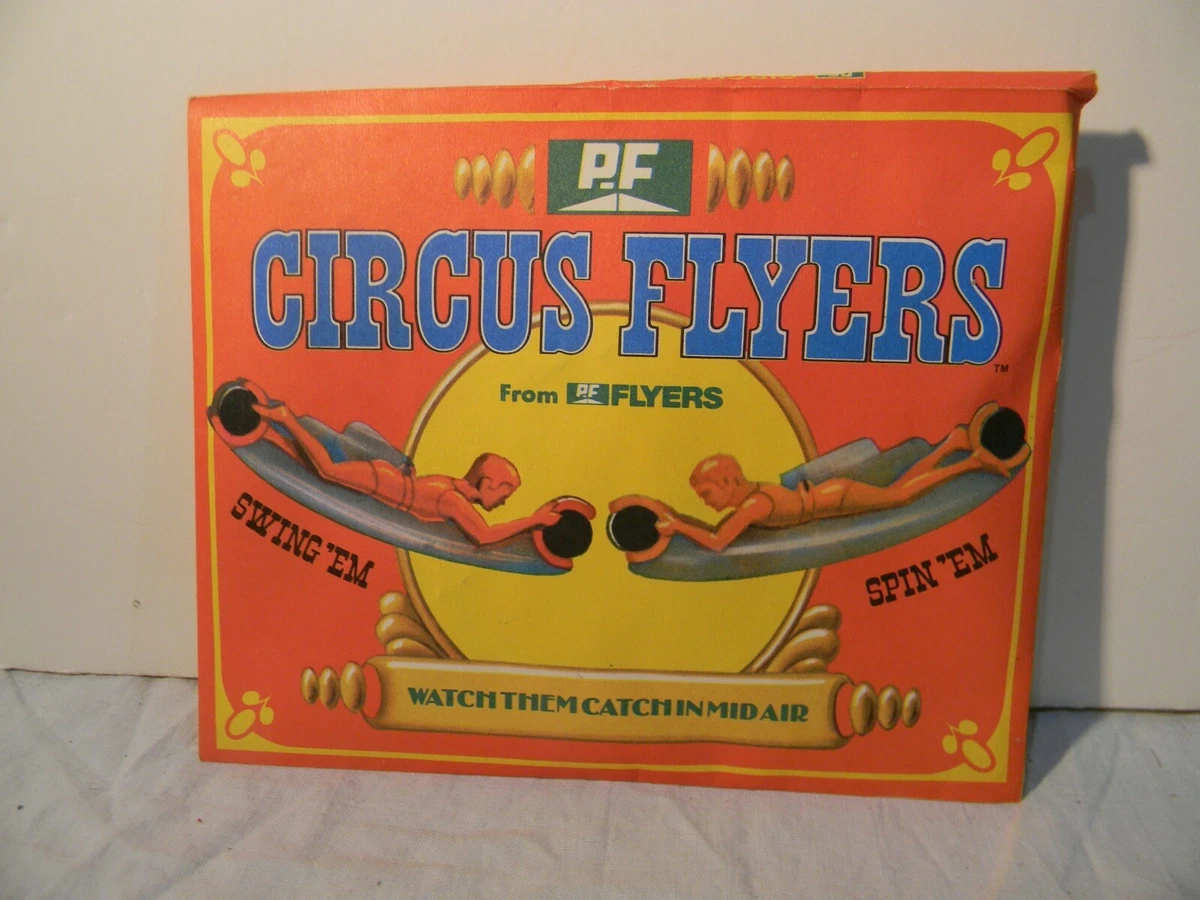 P.F
CIRCUS FLYERS
TM
From P.F FLYERS
SWING 'EM
SPIN 'EM
WATCH THEM CATCH IN MID AIR